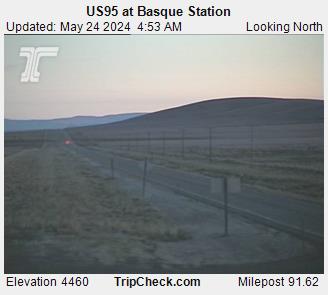 US95 at Basque Station
Updated: May 24 2024 4:53 AM Looking North
Elevation 4460 TripCheck.com Milepost 91.62